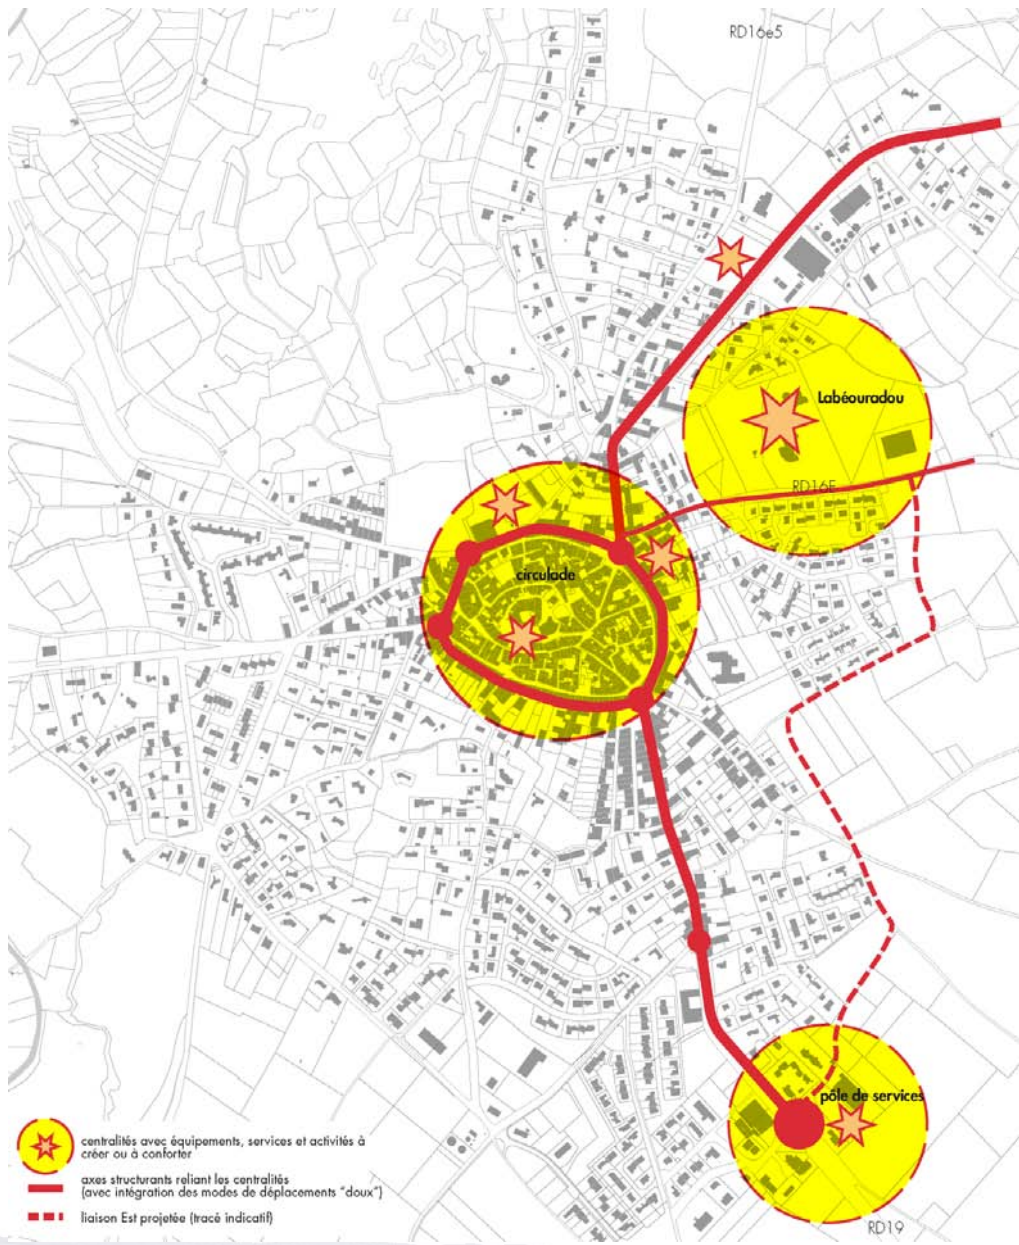 RD16e5
Labéouradou
RD16E
circulade
pôle de services
centralités avec équipements, services et activités à
créer ou à conforter
axes structurants reliant les centralités
(avec intégration des modes de déplacements "doux")
liaison Est projetée (tracé indicatif)
RD19